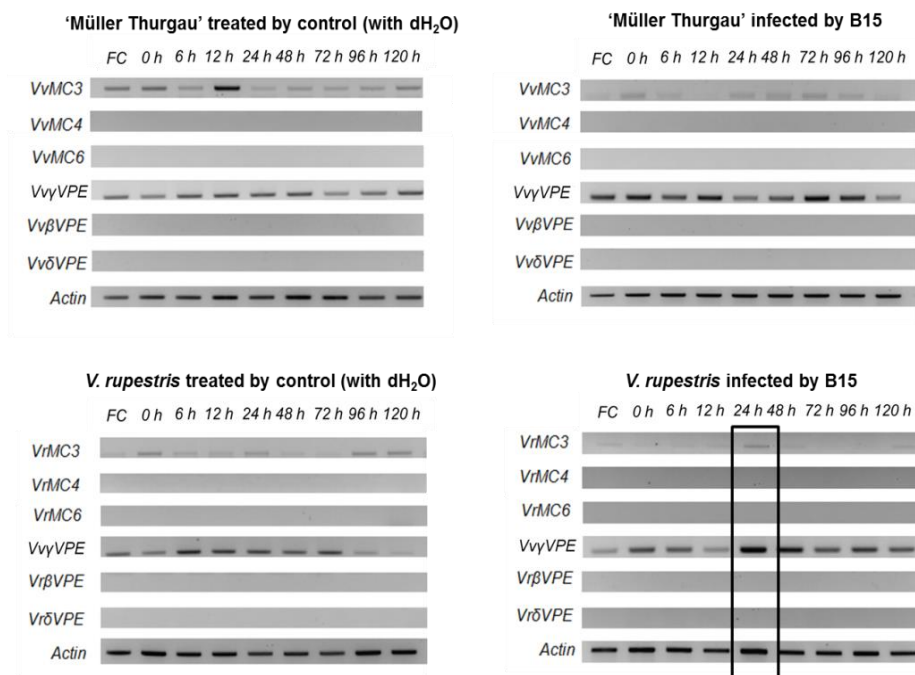 'Müller Thurgau' treated by control (with dH₂O)
FC 0 h 6 h 12 h 24 h 48 h 72 h 96 h 120 h
VvMC3
VvMC4
VvMC6
VvγVPE
VvβVPE
VvδVPE
Actin
'Müller Thurgau' infected by B15
FC 0 h 6 h 12 h 24 h 48 h 72 h 96 h 120 h
VvMC3
VvMC4
VvMC6
VvγVPE
VvβVPE
VvδVPE
Actin
V. rupestris treated by control (with dH₂O)
FC 0 h 6 h 12 h 24 h 48 h 72 h 96 h 120 h
VrMC3
VrMC4
VrMC6
VvγVPE
VrβVPE
VrδVPE
Actin
V. rupestris infected by B15
FC 0 h 6 h 12 h 24 h 48 h 72 h 96 h 120 h
VrMC3
VrMC4
VrMC6
VvγVPE
VrβVPE
VrδVPE
Actin